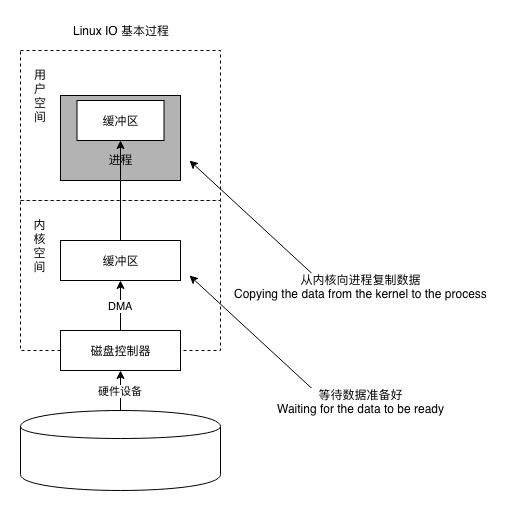 Linux IO 基本过程
用户空间
缓冲区
进程
内核空间
缓冲区
从内核向进程复制数据
Copying the data from the kernel to the process
DMA
磁盘控制器
硬件设备
等待数据准备好
Waiting for the data to be ready